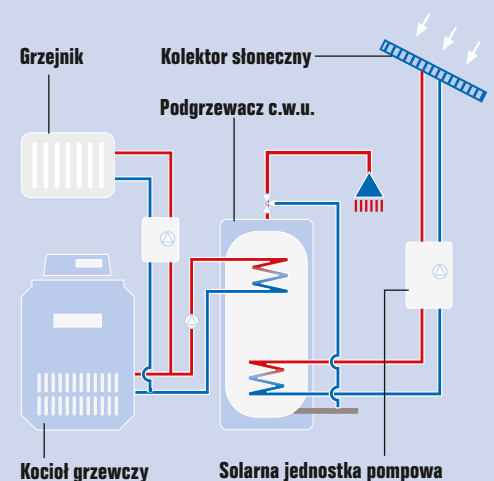 Grzejnik
Kolektor słoneczny
Podgrzewacz c.w.u.
Kocioł grzewczy
Solarna jednostka pompowa